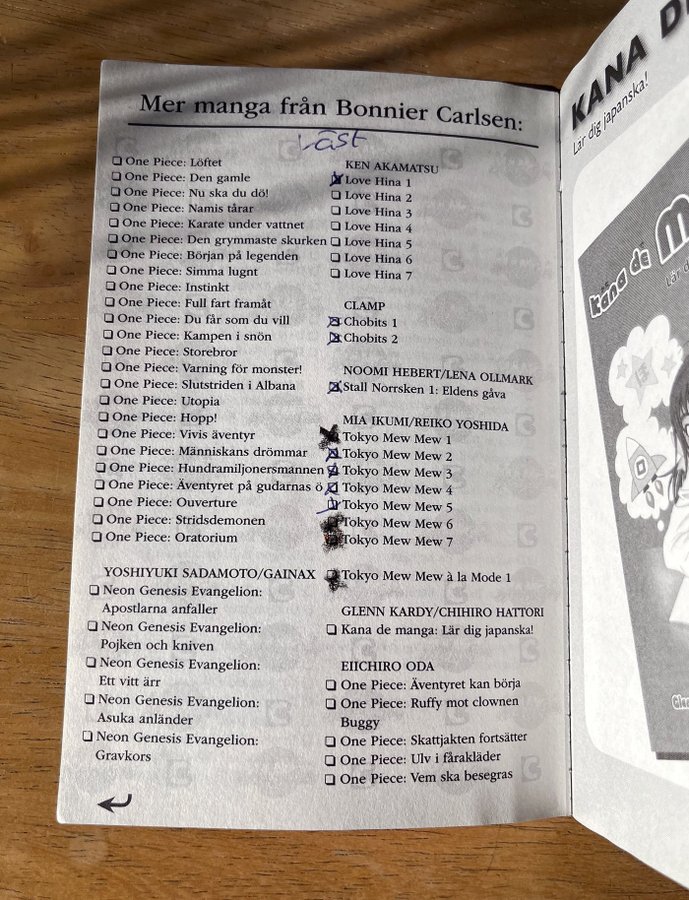 Mer manga från Bonnier Carlsen:
Läst
❑ One Piece: Löftet
❑ One Piece: Den gamle
❑ One Piece: Nu ska du dö!
❑ One Piece: Namis tårar
❑ One Piece: Karate under vattnet
❑ One Piece: Den grymmaste skurken
❑ One Piece: Början på legenden
❑ One Piece: Simma lugnt
❑ One Piece: Instinkt
❑ One Piece: Full fart framåt
❑ One Piece: Du får som du vill
❑ One Piece: Kampen i snön
❑ One Piece: Storebror
❑ One Piece: Varning för monster!
❑ One Piece: Slutstriden i Albana
❑ One Piece: Utopia
❑ One Piece: Hopp!
❑ One Piece: Vivis äventyr
❑ One Piece: Människans drömmar
❑ One Piece: Hundramiljonersmannen
❑ One Piece: Äventyret på gudarnas ö
❑ One Piece: Ouverture
❑ One Piece: Stridsdemonen
❑ One Piece: Oratorium
YOSHIYUKI SADAMOTO/GAINAX
❑ Neon Genesis Evangelion:
Apostlarna anfaller
❑ Neon Genesis Evangelion:
Pojken och kniven
❑ Neon Genesis Evangelion:
Ett vitt ärr
❑ Neon Genesis Evangelion:
Asuka anländer
❑ Neon Genesis Evangelion:
Gravkors
KEN AKAMATSU
❑ Love Hina 1
❑ Love Hina 2
❑ Love Hina 3
❑ Love Hina 4
❑ Love Hina 5
❑ Love Hina 6
❑ Love Hina 7
CLAMP
❑ Chobits 1
❑ Chobits 2
NOOMI HEBERT/LENA OLLMARK
❑ Stall Norrsken 1: Eldens gåva
MIA IKUMI/REIKO YOSHIDA
❑ Tokyo Mew Mew 1
❑ Tokyo Mew Mew 2
❑ Tokyo Mew Mew 3
❑ Tokyo Mew Mew 4
❑ Tokyo Mew Mew 5
❑ Tokyo Mew Mew 6
❑ Tokyo Mew Mew 7
❑ Tokyo Mew Mew à la Mode 1
GLENN KARDY/CHIHIRO HATTORI
❑ Kana de manga: Lär dig japanska!
EIICHIRO ODA
❑ One Piece: Äventyret kan börja
❑ One Piece: Ruffy mot clownen
Buggy
❑ One Piece: Skattjakten fortsätter
❑ One Piece: Ulv i fårakläder
❑ One Piece: Vem ska besegras
KANA
Lär dig japanska!
Kana de